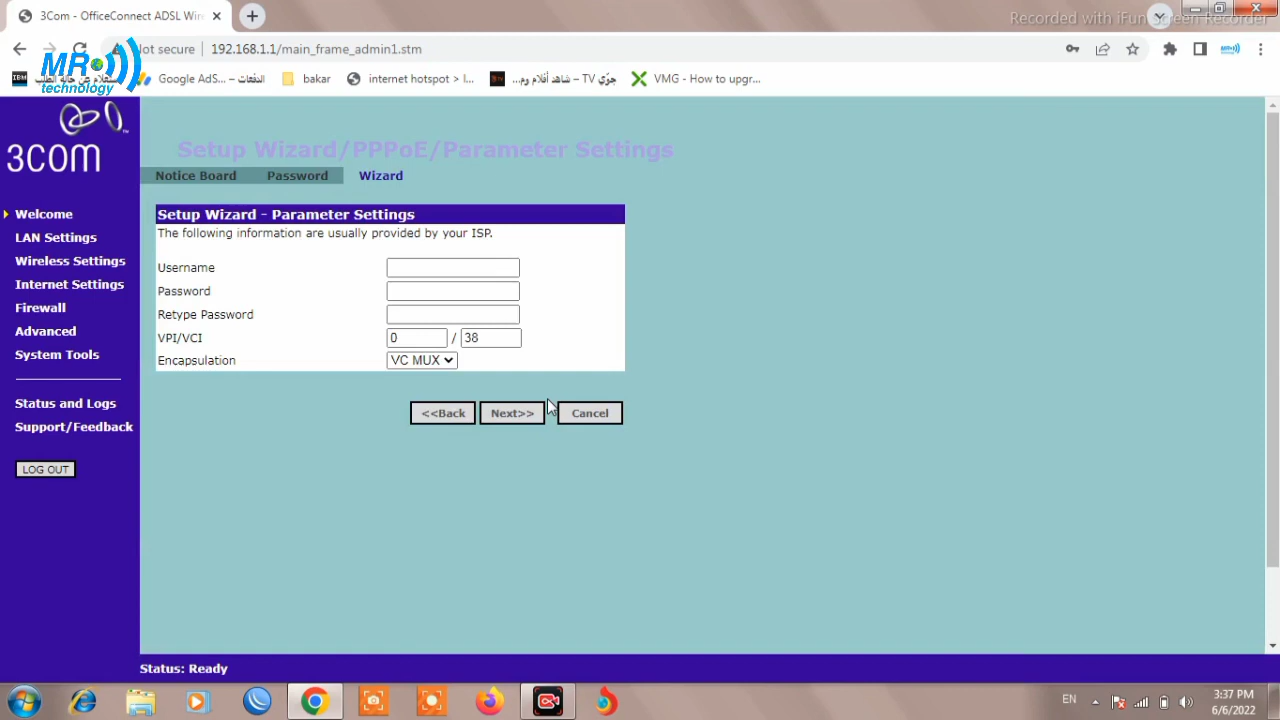 3Com - OfficeConnect ADSL Wir
Recorded with iFun Screen Recorder
Not secure
192.168.1.1/main_frame_admin1.stm
MR technology
Google AdS...
الدفعات – ...
bakar
internet hotspot > I...
جوّي TV – شاهد أفلام وم...
VMG - How to upgr...
3COM
Setup Wizard/PPPoE/Parameter Settings
Notice Board Password Wizard
Welcome
LAN Settings
Wireless Settings
Internet Settings
Firewall
Advanced
System Tools
Status and Logs
Support/Feedback
LOG OUT
Setup Wizard - Parameter Settings
The following information are usually provided by your ISP.
Username
Password
Retype Password
VPI/VCI 0 / 38
Encapsulation VC MUX
<<Back Next>> Cancel
Status: Ready
EN
3:37 PM
6/6/2022